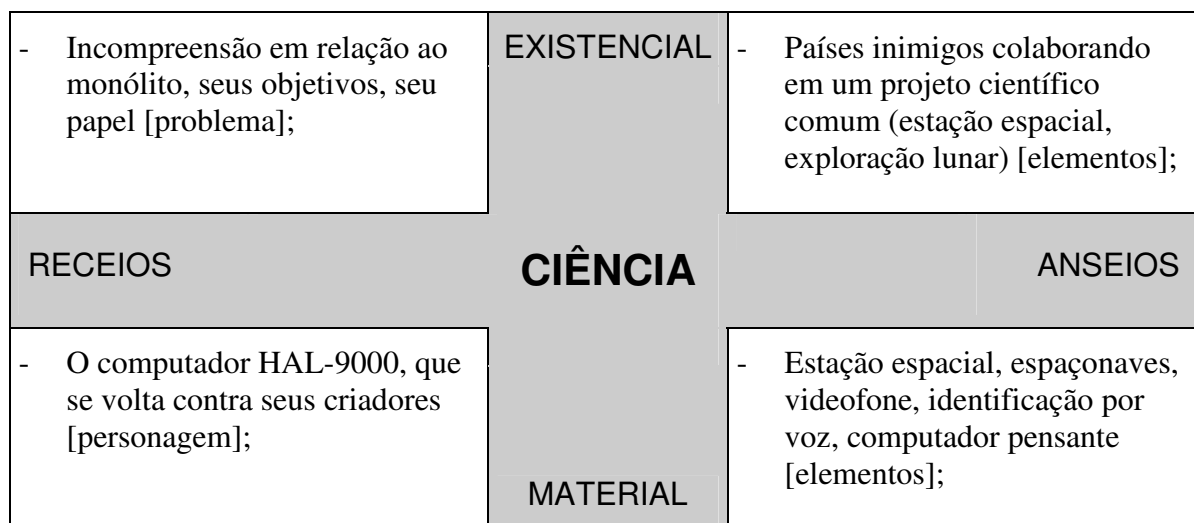 - Incompreensão em relação ao
monólito, seus objetivos, seu
papel [problema];
EXISTENCIAL
- Países inimigos colaborando
em um projeto científico
comum (estação espacial,
exploração lunar) [elementos];
RECEIOS
CIÊNCIA
ANSEIOS
- O computador HAL-9000, que
se volta contra seus criadores
[personagem];
MATERIAL
- Estação espacial, espaçonaves,
videofone, identificação por
voz, computador pensante
[elementos];